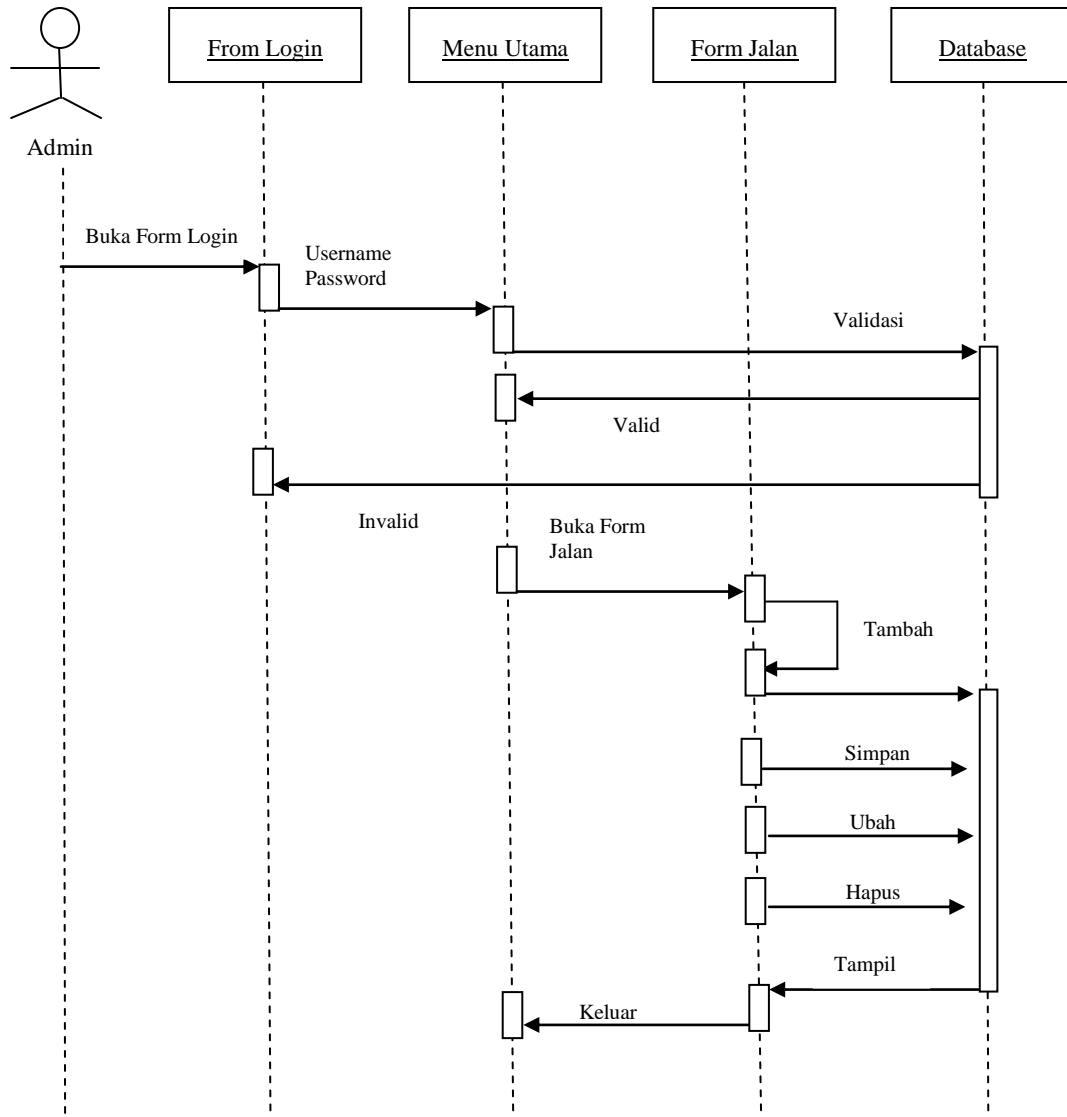 From Login
Menu Utama
Form Jalan
Database
Admin
Buka Form Login
Username
Password
Validasi
Valid
Invalid
Buka Form
Jalan
Tambah
Simpan
Ubah
Hapus
Tampil
Keluar